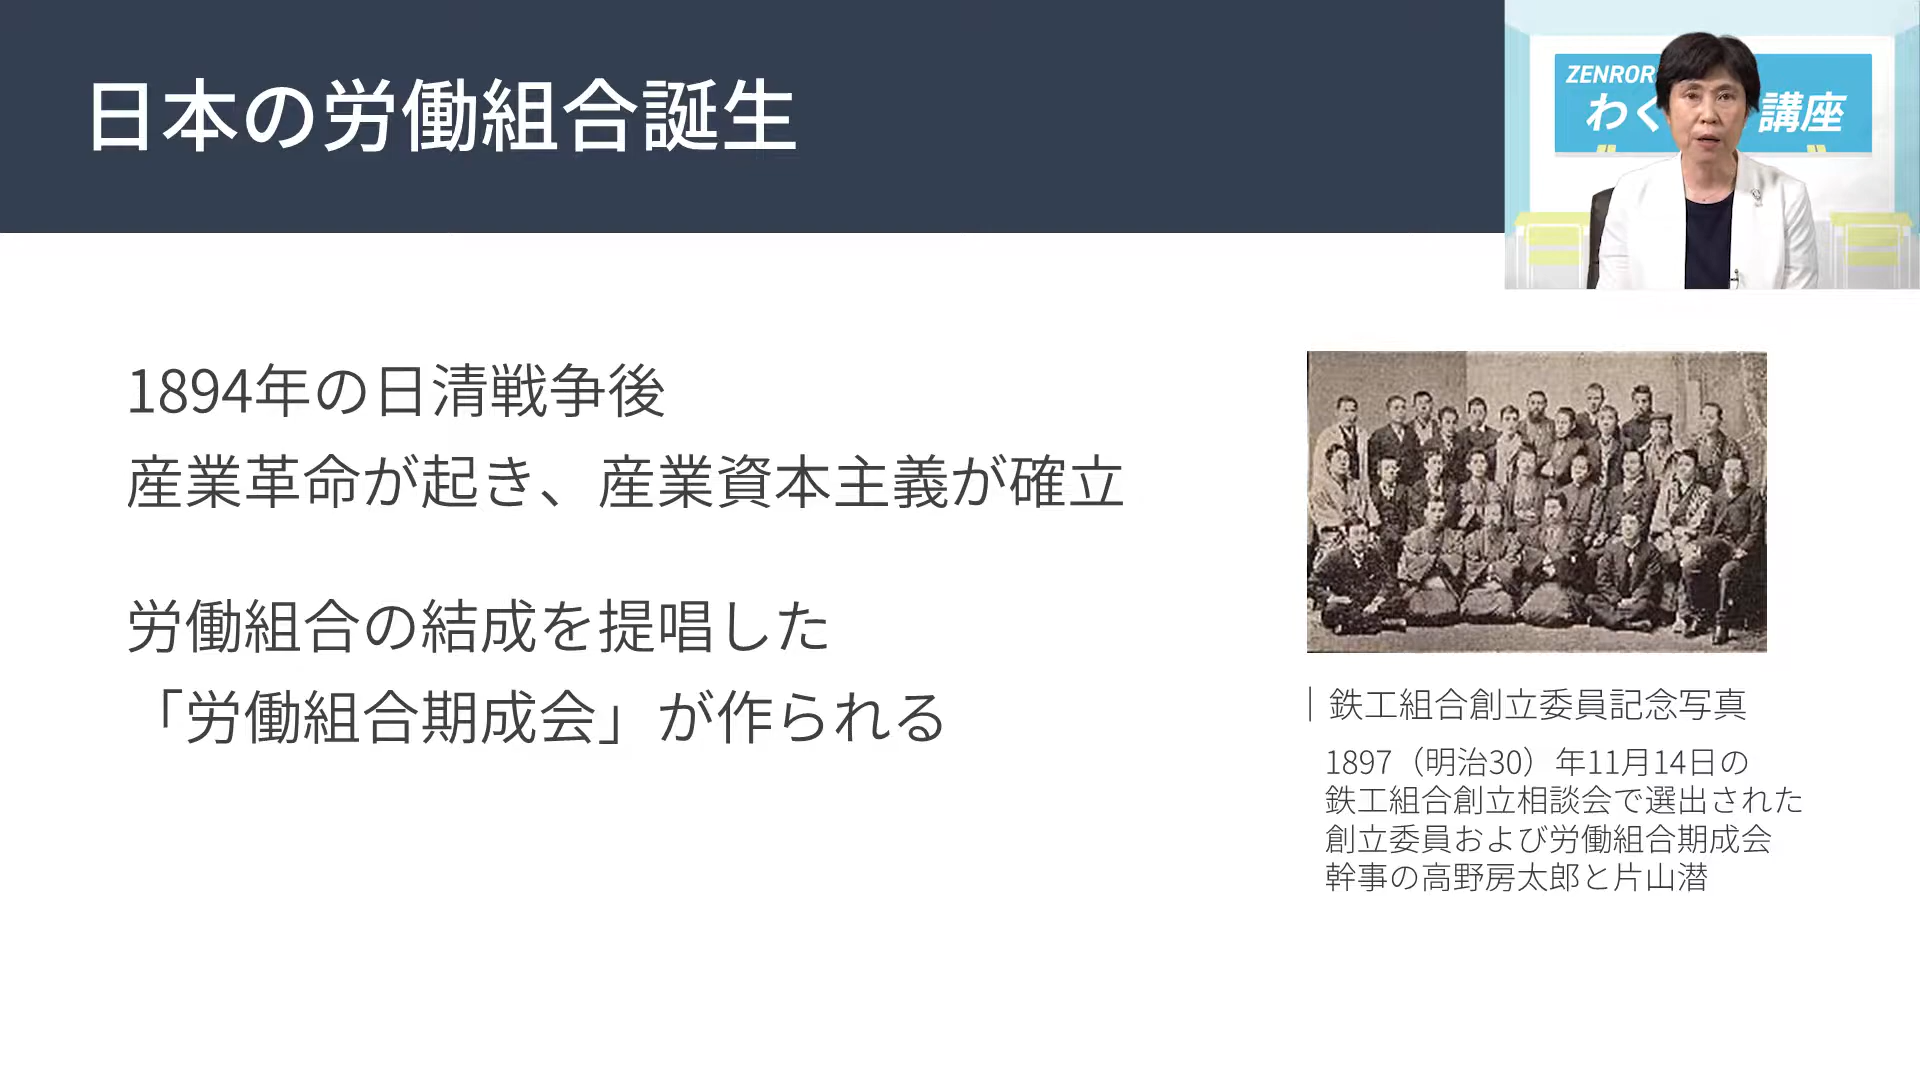 日本の労働組合誕生
ZENROR
わく 講座
1894年の日清戦争後
産業革命が起き、産業資本主義が確立
労働組合の結成を提唱した
「労働組合期成会」が作られる
鉄工組合創立委員記念写真
1897（明治30）年11月14日の
鉄工組合創立相談会で選出された
創立委員および労働組合期成会
幹事の高野房太郎と片山潜